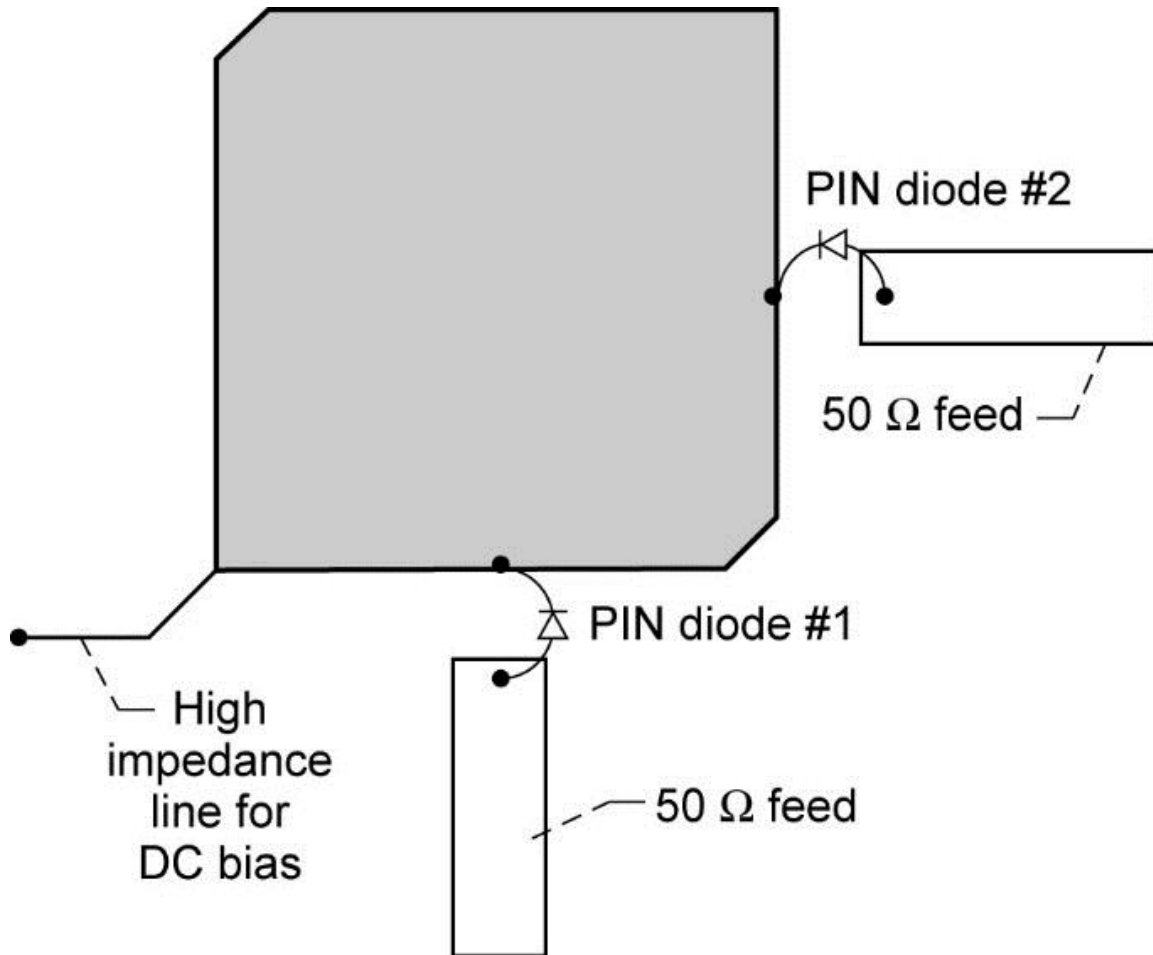 PIN diode #2
50 Ω feed
PIN diode #1
High
impedance
line for
DC bias
50 Ω feed